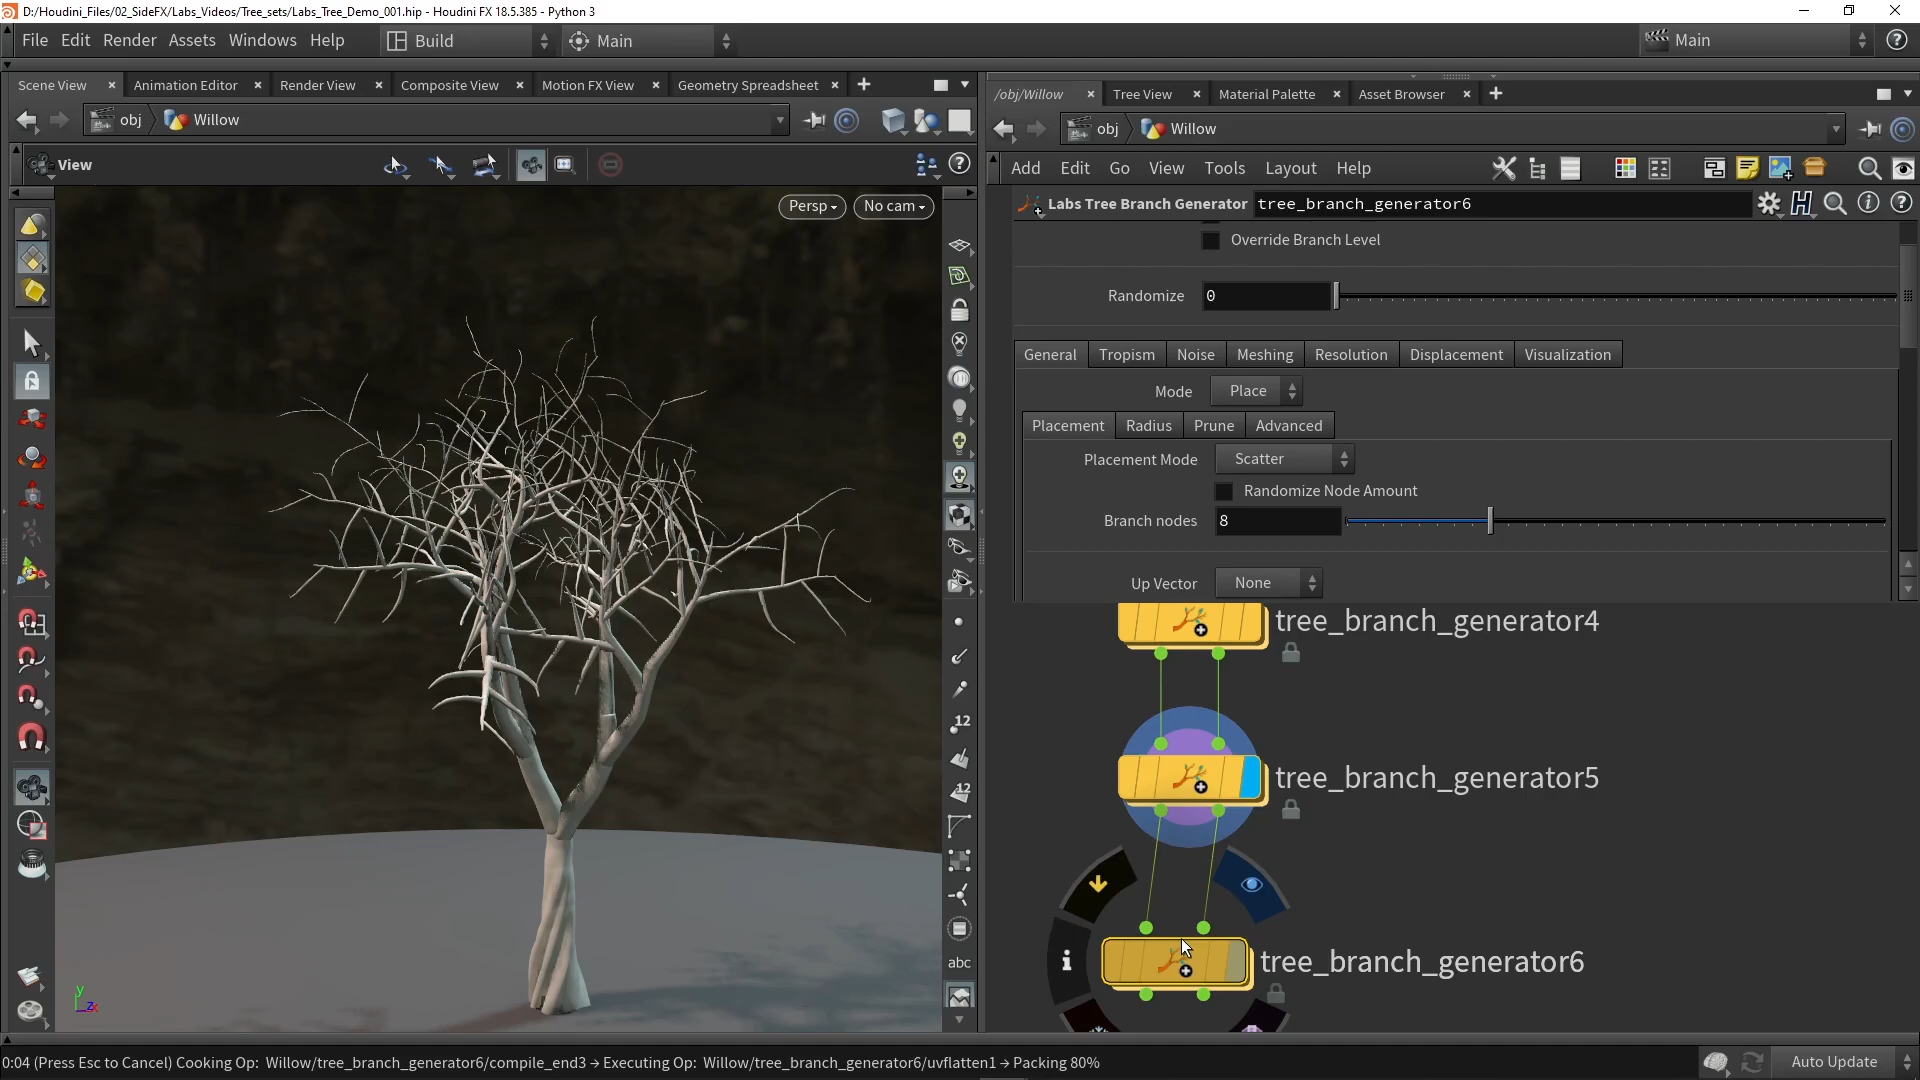 D:/Houdini_Files/02_SideFX/Labs_Videos/Tree_sets/Labs_Tree_Demo_001.hip - Houdini FX 18.5.385 - Python 3
File Edit Render Assets Windows Help Build Main Main
Scene View Animation Editor Render View Composite View Motion FX View Geometry Spreadsheet
obj Willow
View
Persp No cam
12
12
abc
y
z x
/obj/Willow Tree View Material Palette Asset Browser
obj Willow
Add Edit Go View Tools Layout Help
Labs Tree Branch Generator tree_branch_generator6
Override Branch Level
Randomize 0
General Tropism Noise Meshing Resolution Displacement Visualization
Mode Place
Placement Radius Prune Advanced
Placement Mode Scatter
Randomize Node Amount
Branch nodes 8
Up Vector None
tree_branch_generator4
tree_branch_generator5
tree_branch_generator6
0:04 (Press Esc to Cancel) Cooking Op: Willow/tree_branch_generator6/compile_end3 → Executing Op: Willow/tree_branch_generator6/uvflatten1 → Packing 80%
Auto Update